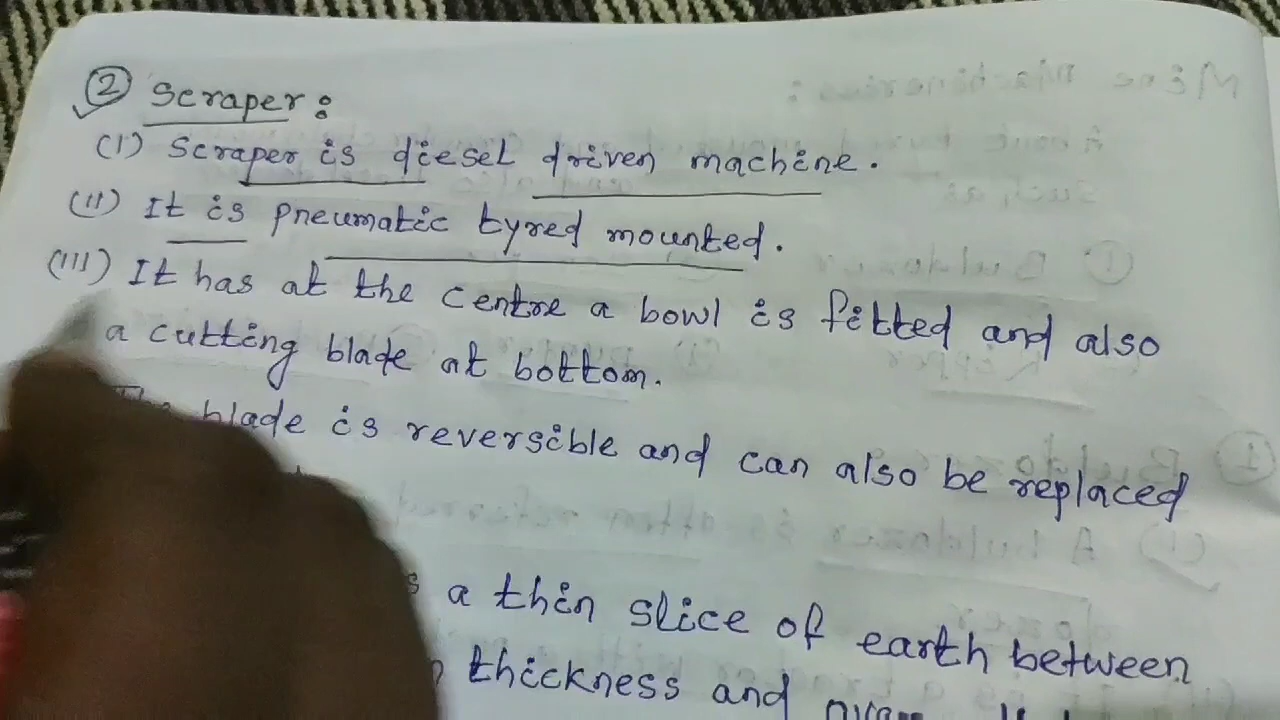 ② Scraper:
(I) Scraper is diesel driven machine.
(II) It is pneumatic tyred mounted.
(III) It has at the centre a bowl is fitted and also
a cutting blade at bottom.
The blade is reversible and can also be replaced
a thin slice of earth between
thickness and